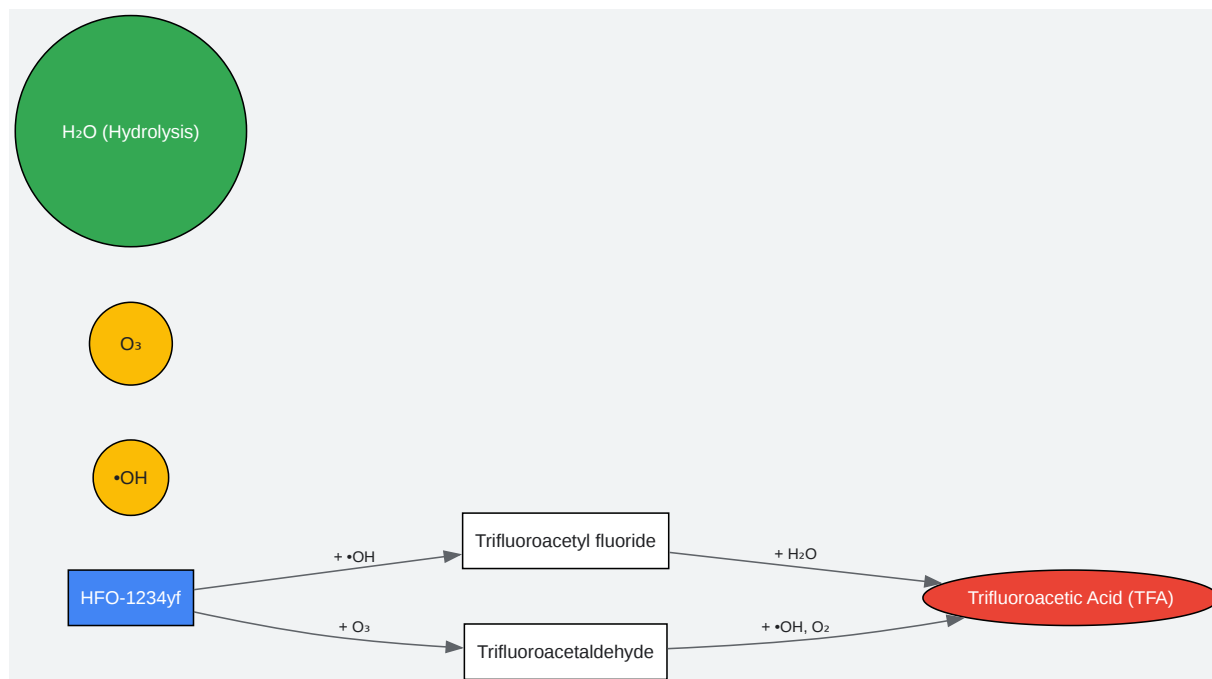 H₂O (Hydrolysis)
O₃
•OH
Trifluoroacetyl fluoride
+ •OH
+ H₂O
HFO-1234yf
Trifluoroacetic Acid (TFA)
+ O₃
+ •OH, O₂
Trifluoroacetaldehyde